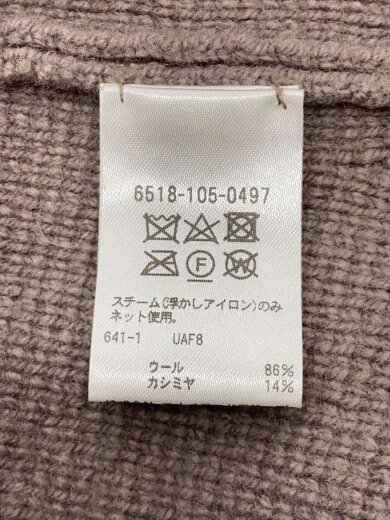 6518-105-0497
F W
スチーム(浮かしアイロン)のみ
ネット使用。
641-1 UAF8
ウール 86%
カシミヤ 14%